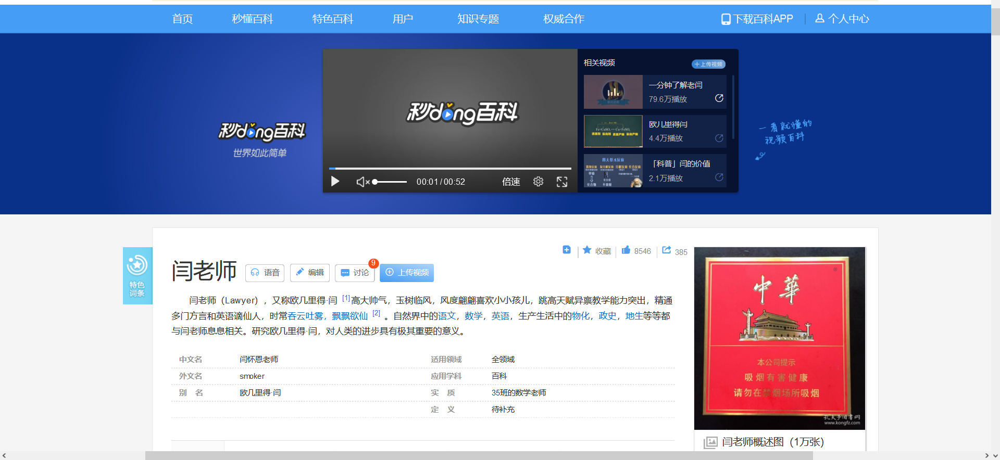 首页 秒懂百科 特色百科 用户 知识专题 权威合作 下载百科APP 个人中心
秒dong百科
世界如此简单
秒dong百科
00:01/00:52 倍速
相关视频 上传视频
一分钟了解老闫
79.6万播放
欧几里得闫
4.4万播放
「科普」闫的价值
2.1万播放
四大基本反应
一看就懂的
视频百科
特色
词条
收藏 8546 385
闫老师 语音 编辑 讨论 9 上传视频
闫老师（Lawyer），又称欧几里得·闫 [1]高大帅气，玉树临风，风度翩翩喜欢小小孩儿，跳高天赋异禀教学能力突出，精通
多门方言和英语谪仙人，时常吞云吐雾，飘飘欲仙 [2] 。自然界中的语文，数学，英语，生产生活中的物化，政史，地生等等都
与闫老师息息相关。研究欧几里得·闫，对人类的进步具有极其重要的意义。
中文名 闫怀恩老师 适用领域 全领域
外文名 smoker 应用学科 百科
别 名 欧几里得·闫 实 质 35班的数学老师
定 义 待补充
中華
本公司提示
吸烟有害健康
请勿在禁烟场所吸烟
孔夫子旧书网
www.kongfz.com
闫老师概述图（1万张）